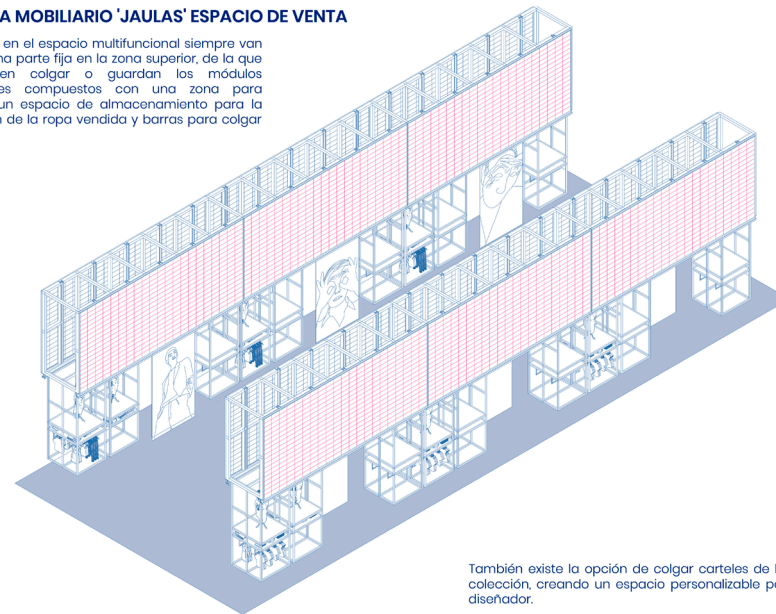 A MOBILIARIO 'JAULAS' ESPACIO DE VENTA
en el espacio multifuncional siempre van
na parte fija en la zona superior, de la que
en colgar o guardan los módulos
es compuestos con una zona para
un espacio de almacenamiento para la
n de la ropa vendida y barras para colgar
También existe la opción de colgar carteles de l
colección, creando un espacio personalizable po
diseñador.